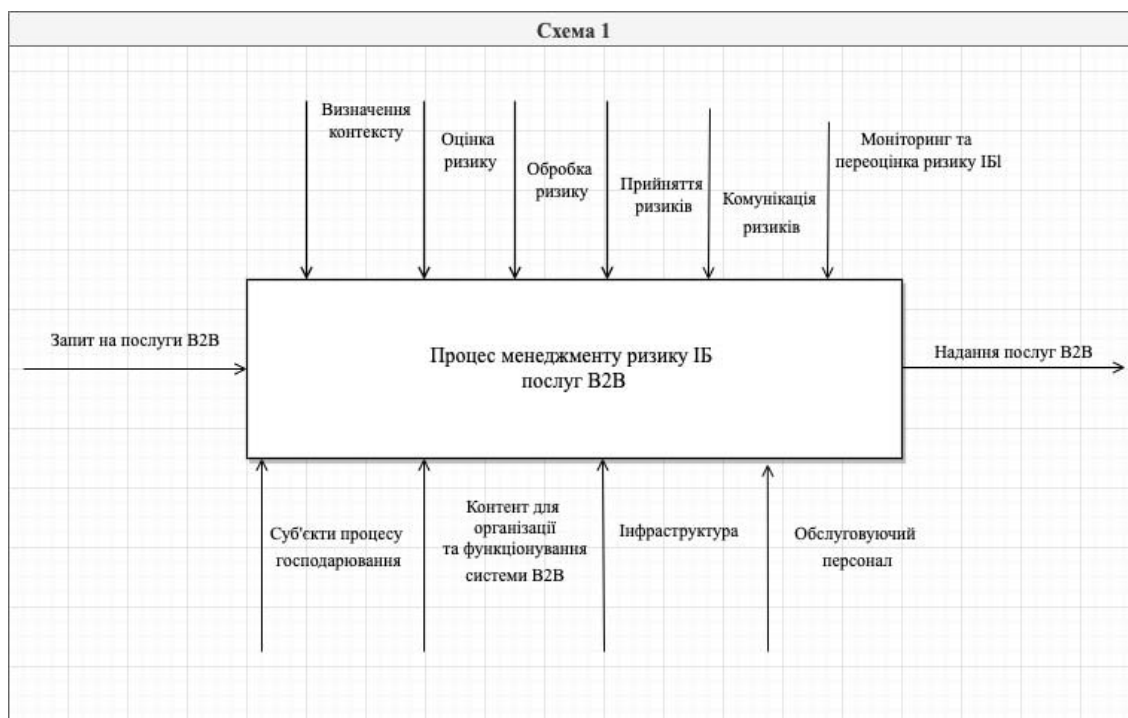 Схема 1
Визначення
контексту
Оцінка
ризику
Обробка
ризику
Прийняття
ризиків
Комунікація
ризиків
Моніторинг та
переоцінка ризику ІБІ
Запит на послуги B2B
Процес менеджменту ризику ІБ
послуг B2B
Надання послуг B2B
Суб'єкти процесу
господарювання
Контент для
організації
та функціонування
системи B2B
Інфраструктура
Обслуговуючий
персонал